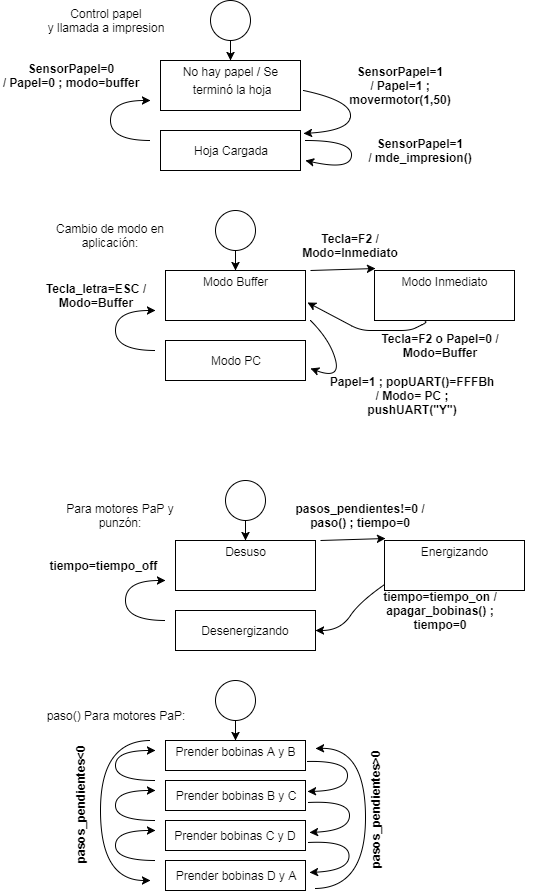 Control papel
y llamada a impresion
SensorPapel=0
/ Papel=0 ; modo=buffer
No hay papel / Se
terminó la hoja
SensorPapel=1
/ Papel=1 ;
movermotor(1,50)
Hoja Cargada
SensorPapel=1
/ mde_impresion()
Cambio de modo en
aplicación:
Tecla=F2 /
Modo=Inmediato
Tecla_letra=ESC /
Modo=Buffer
Modo Buffer
Modo Inmediato
Tecla=F2 o Papel=0 /
Modo=Buffer
Modo PC
Papel=1 ; popUART()=FFFBh
/ Modo= PC ;
pushUART("Y")
Para motores PaP y
punzón:
pasos_pendientes!=0 /
paso() ; tiempo=0
tiempo=tiempo_off
Desuso
Energizando
tiempo=tiempo_on /
apagar_bobinas() ;
tiempo=0
Desenergizando
paso() Para motores PaP:
pasos_pendientes<0
Prender bobinas A y B
Prender bobinas B y C
Prender bobinas C y D
Prender bobinas D y A
pasos_pendientes>0